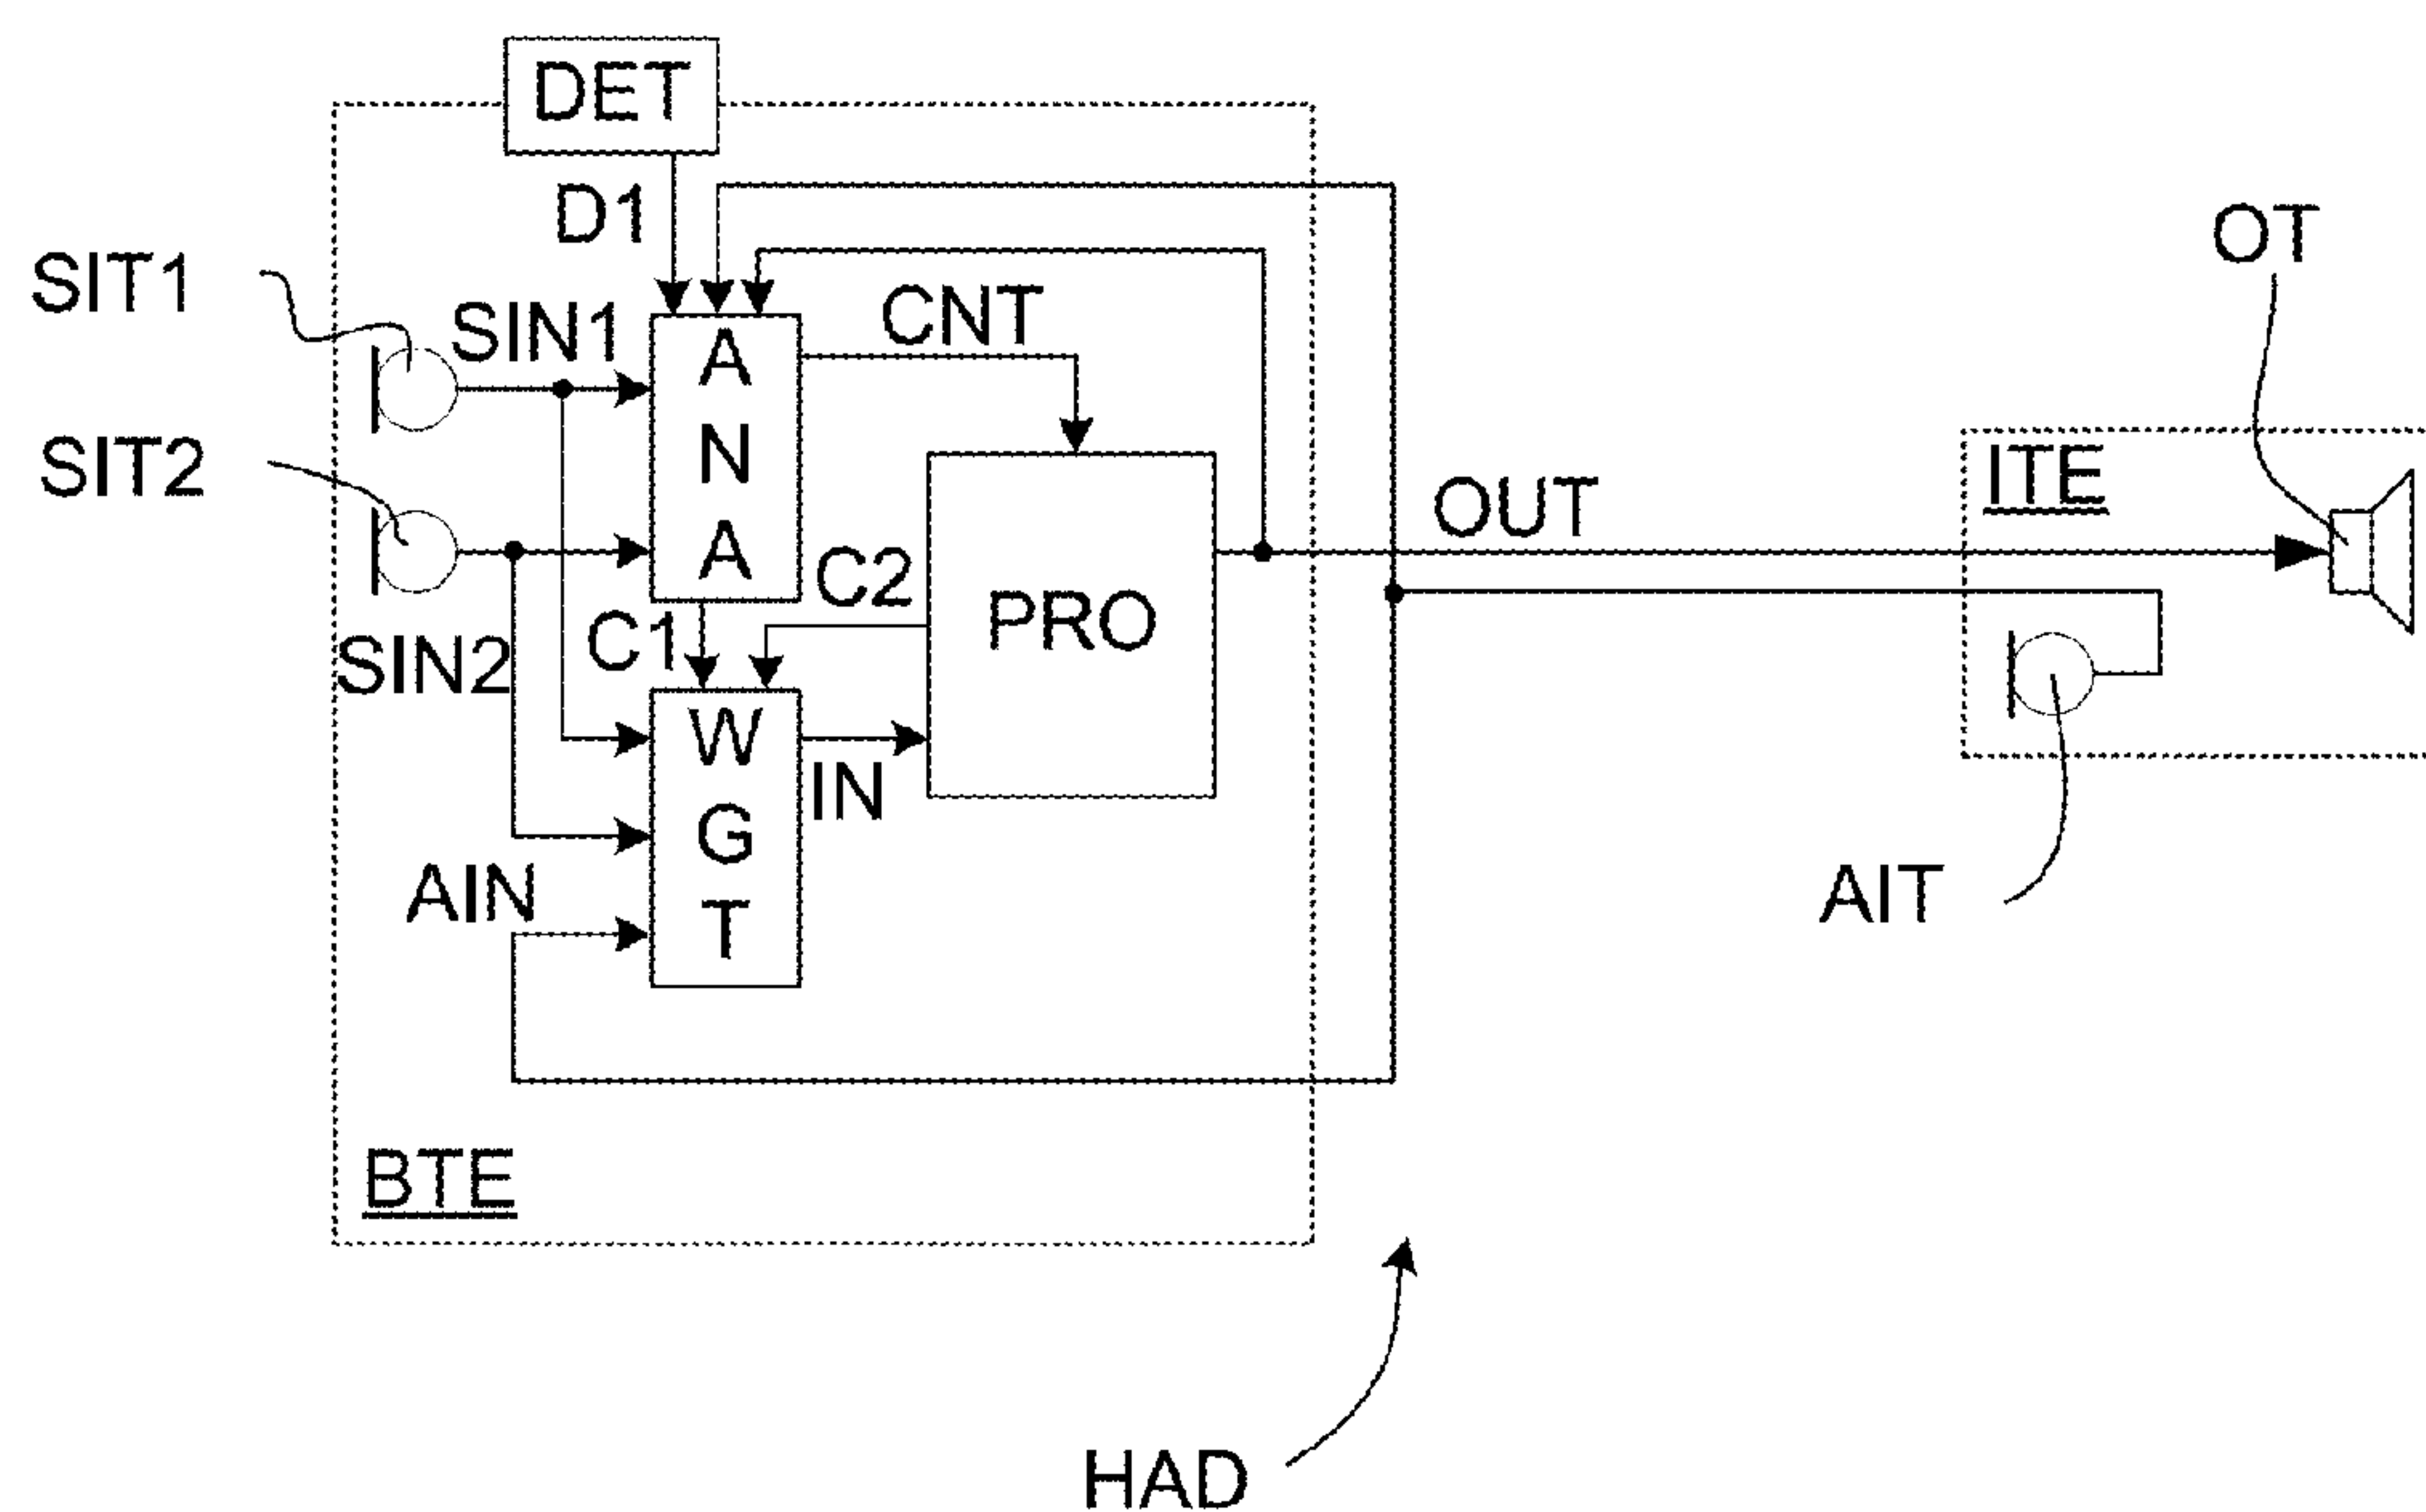 DET
D1
OT
SIT1
SIN1
CNT
A
N
A
SIT2
ITE
OUT
C2
PRO
C1
SIN2
W
G
T
IN
AIN
AIT
BTE
HAD